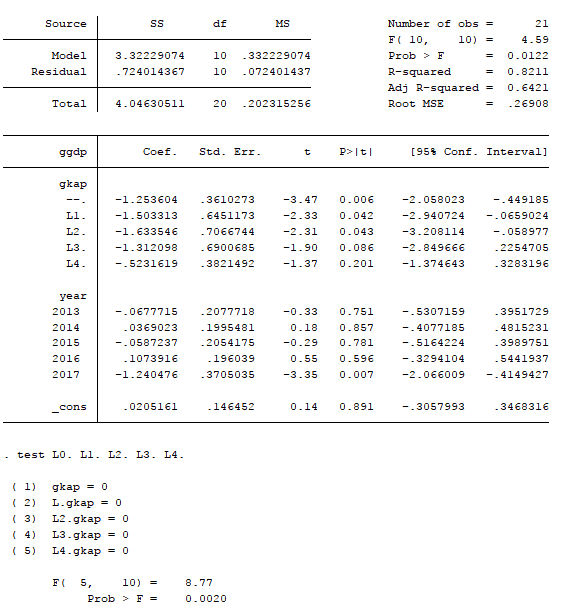 Source SS df MS Number of obs = 21
F( 10, 10) = 4.59
Model 3.32229074 10 .332229074 Prob > F = 0.0122
Residual .724014367 10 .072401437 R-squared = 0.8211
Adj R-squared = 0.6421
Total 4.04630511 20 .202315256 Root MSE = .26908
ggdp Coef. Std. Err. t P>|t| [95% Conf. Interval]
gkap
--. -1.253604 .3610273 -3.47 0.006 -2.058023 -.449185
L1. -1.503313 .6451173 -2.33 0.042 -2.940724 -.0659024
L2. -1.633546 .7066744 -2.31 0.043 -3.208114 -.058977
L3. -1.312098 .6900685 -1.90 0.086 -2.849666 .2254705
L4. -.5231619 .3821492 -1.37 0.201 -1.374643 .3283196
year
2013 -.0677715 .2077718 -0.33 0.751 -.5307159 .3951729
2014 .0369023 .1995481 0.18 0.857 -.4077185 .4815231
2015 -.0587237 .2054175 -0.29 0.781 -.5164224 .3989751
2016 .1073916 .196039 0.55 0.596 -.3294104 .5441937
2017 -1.240476 .3705035 -3.35 0.007 -2.066009 -.4149427
_cons .0205161 .146452 0.14 0.891 -.3057993 .3468316
. test L0. L1. L2. L3. L4.
( 1) gkap = 0
( 2) L.gkap = 0
( 3) L2.gkap = 0
( 4) L3.gkap = 0
( 5) L4.gkap = 0
F( 5, 10) = 8.77
Prob > F = 0.0020